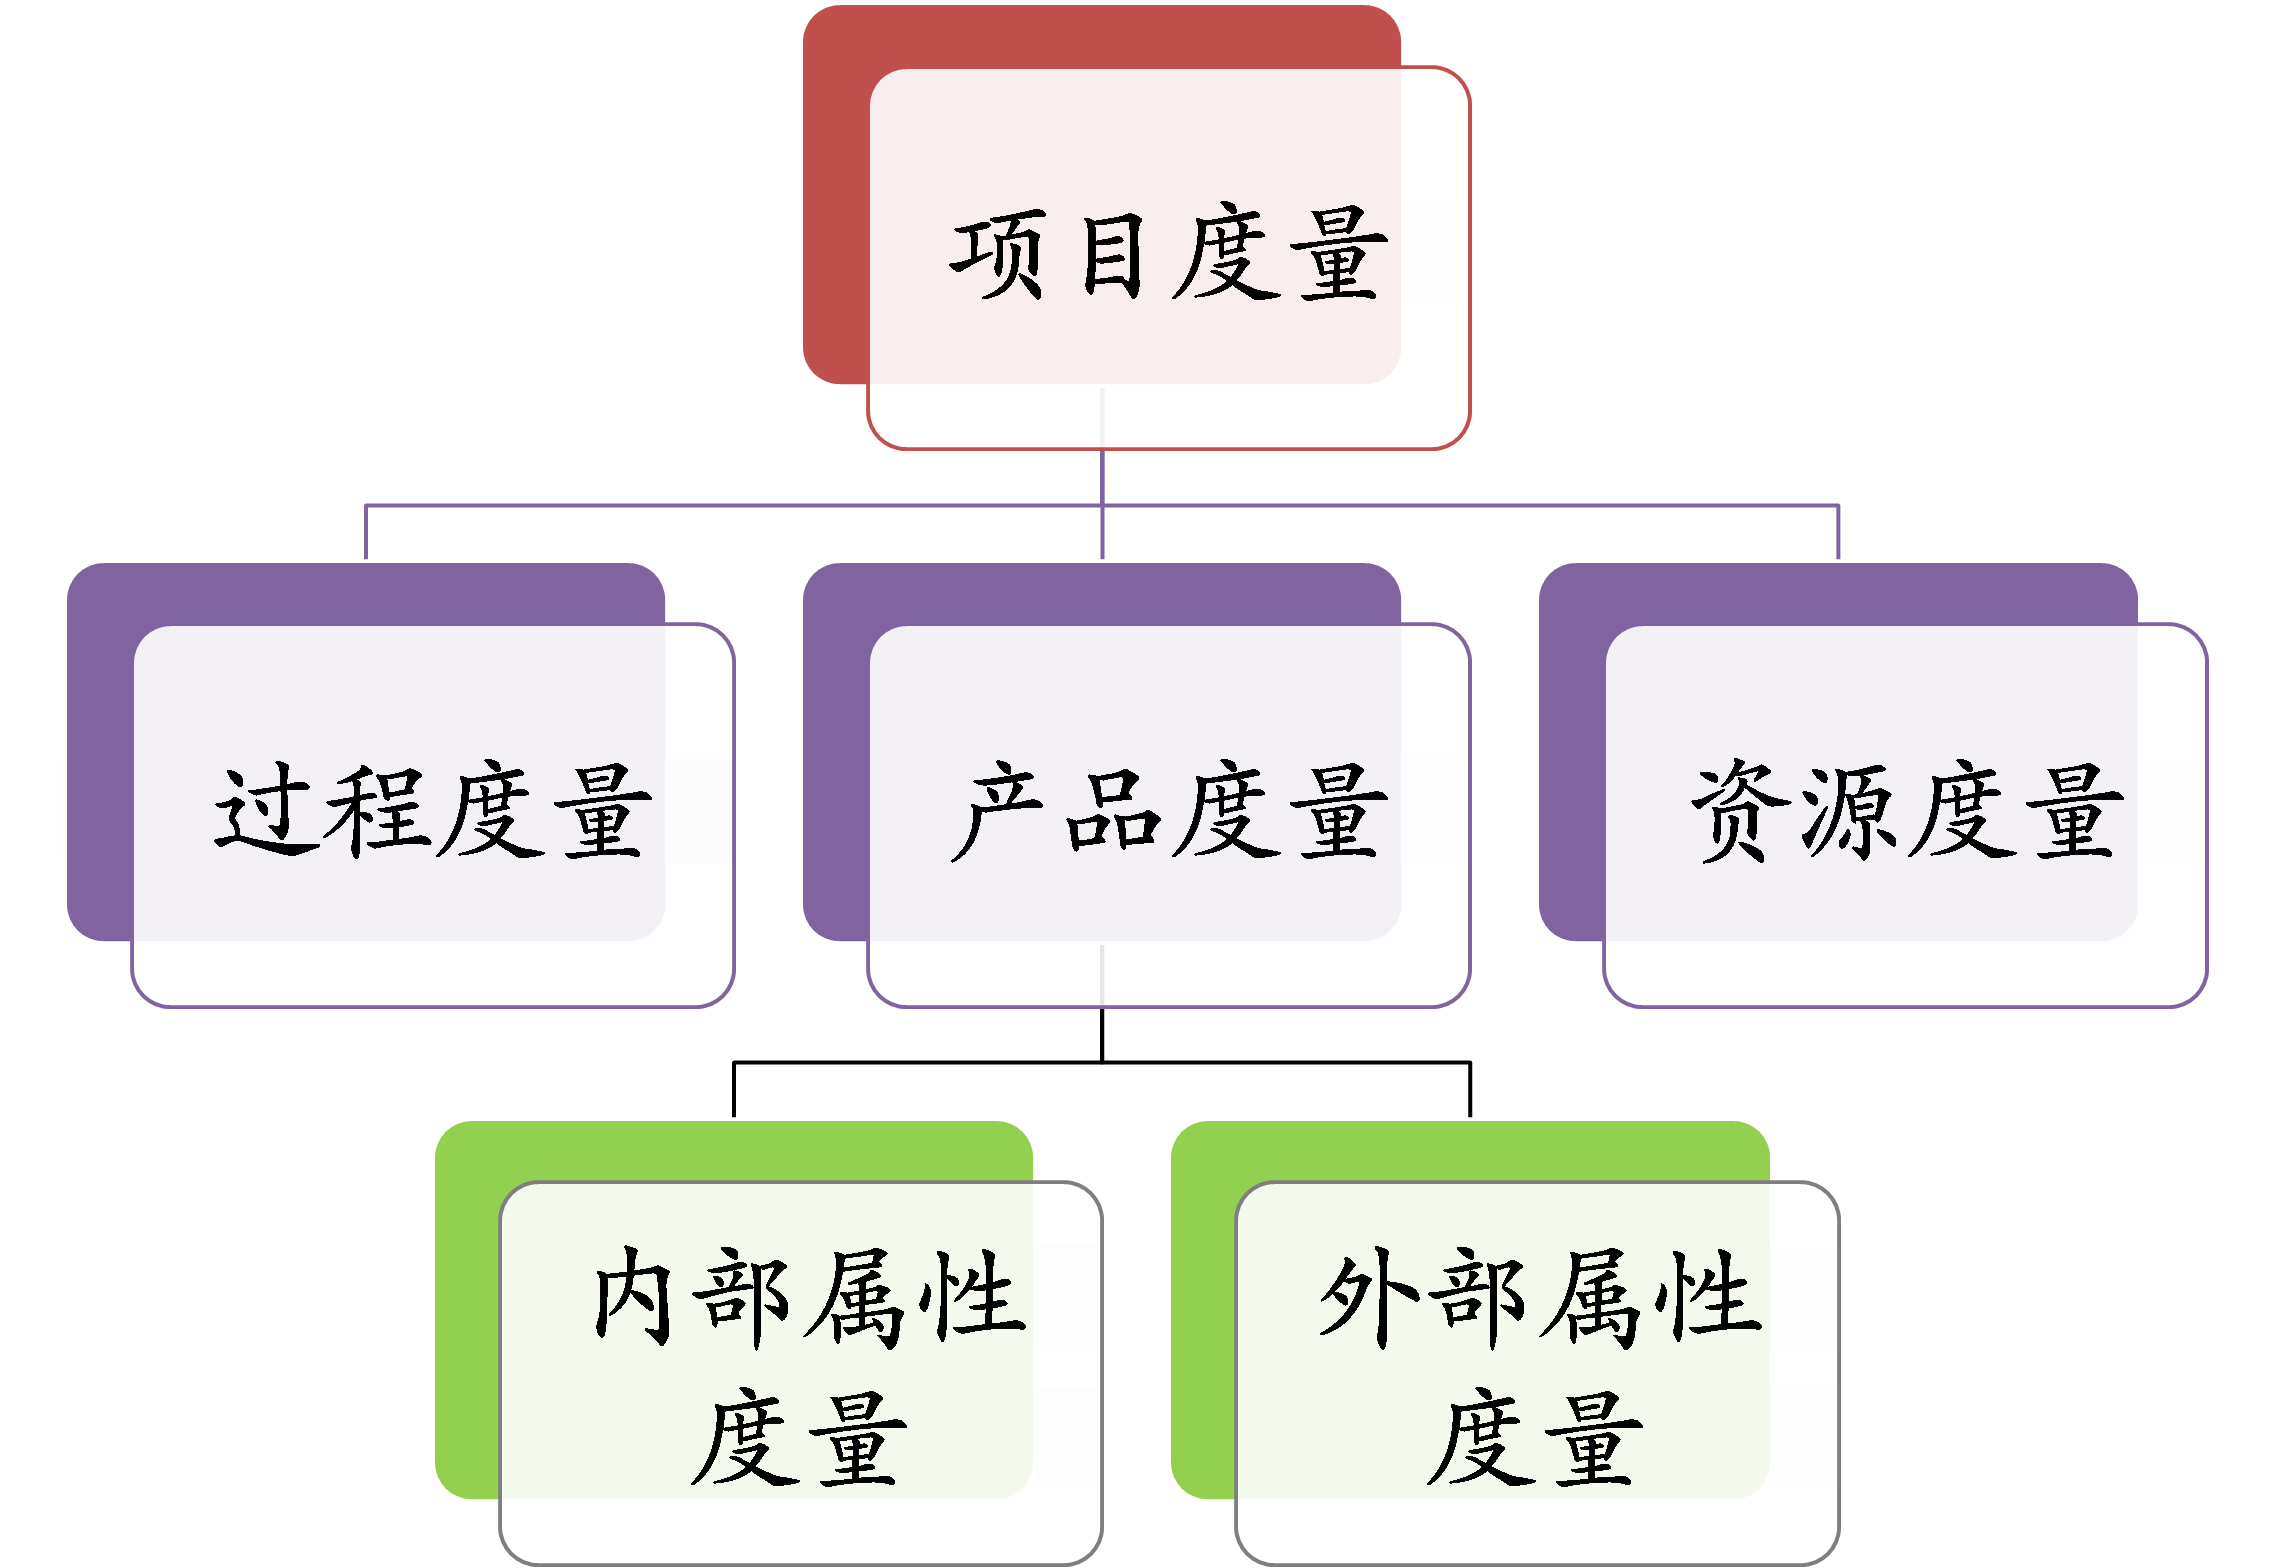 项目度量
过程度量
产品度量
资源度量
内部属性
度量
外部属性
度量